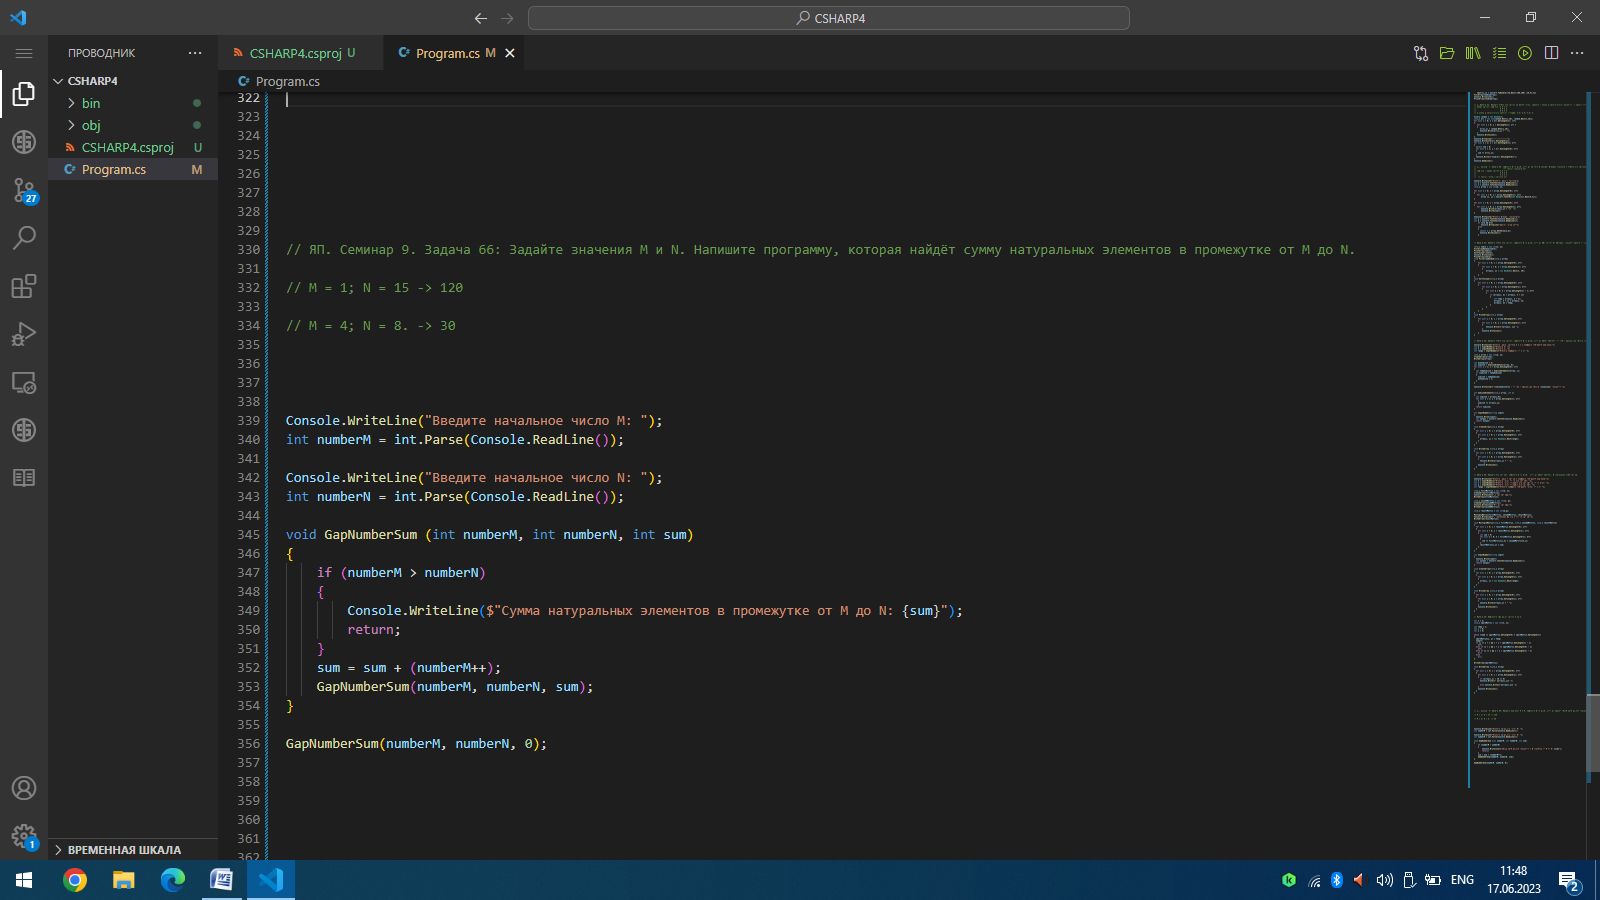 CSHARP4
ПРОВОДНИК
CSHARP4
bin
obj
CSHARP4.csproj U
Program.cs M
ВРЕМЕННАЯ ШКАЛА
27
1
CSHARP4.csproj U
Program.cs M
Program.cs
322
323
324
325
326
327
328
329
330 // ЯП. Семинар 9. Задача 66: Задайте значения M и N. Напишите программу, которая найдёт сумму натуральных элементов в промежутке от M до N.
331
332 // M = 1; N = 15 -> 120
333
334 // M = 4; N = 8. -> 30
335
336
337
338
339 Console.WriteLine("Введите начальное число M: ");
340 int numberM = int.Parse(Console.ReadLine());
341
342 Console.WriteLine("Введите начальное число N: ");
343 int numberN = int.Parse(Console.ReadLine());
344
345 void GapNumberSum (int numberM, int numberN, int sum)
346 {
347 if (numberM > numberN)
348 {
349 Console.WriteLine($"Сумма натуральных элементов в промежутке от M до N: {sum}");
350 return;
351 }
352 sum = sum + (numberM++);
353 GapNumberSum(numberM, numberN, sum);
354 }
355
356 GapNumberSum(numberM, numberN, 0);
357
358
359
360
361
362
ENG
11:48
17.06.2023
2